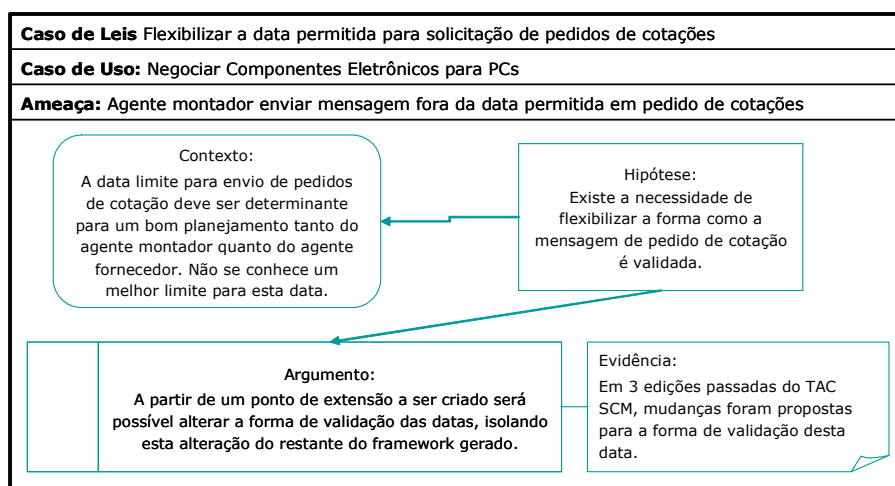 Caso de Leis Flexibilizar a data permitida para solicitação de pedidos de cotações
Caso de Uso: Negociar Componentes Eletrônicos para PCs
Ameaça: Agente montador enviar mensagem fora da data permitida em pedido de cotações
Contexto:
A data limite para envio de pedidos
de cotação deve ser determinante
para um bom planejamento tanto do
agente montador quanto do agente
fornecedor. Não se conhece um
melhor limite para esta data.
Hipótese:
Existe a necessidade de
flexibilizar a forma como a
mensagem de pedido de cotação
é validada.
Argumento:
A partir de um ponto de extensão a ser criado será
possível alterar a forma de validação das datas, isolando
esta alteração do restante do framework gerado.
Evidência:
Em 3 edições passadas do TAC
SCM, mudanças foram propostas
para a forma de validação desta
data.